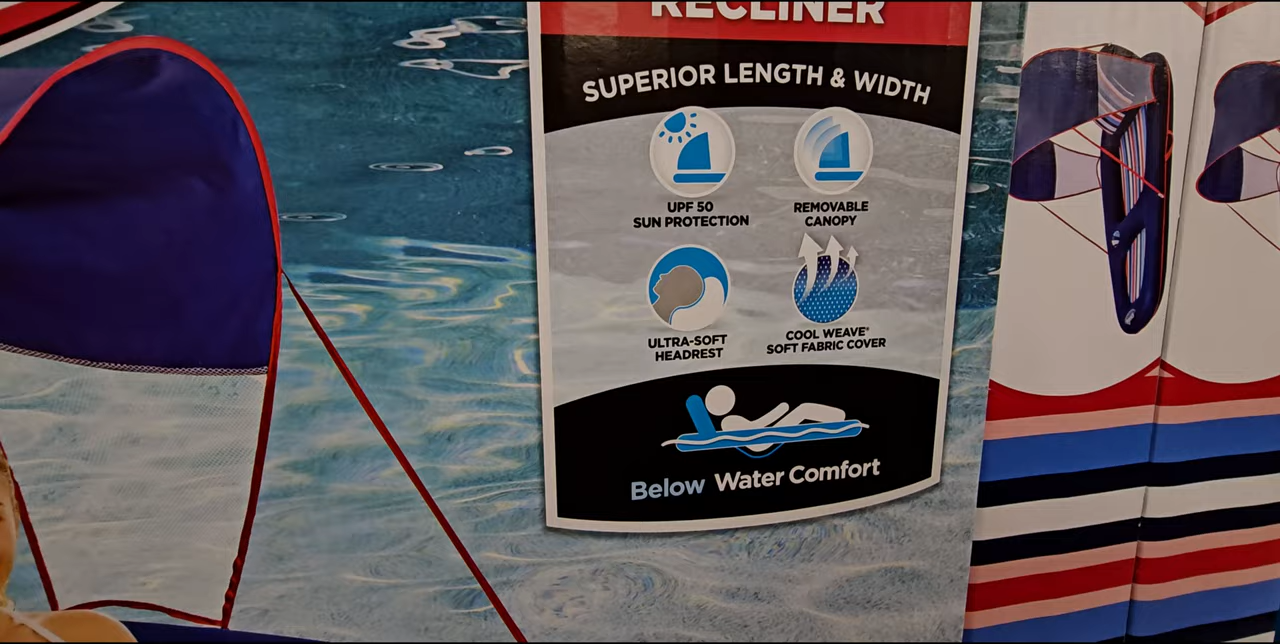 RECLINER
SUPERIOR LENGTH & WIDTH
UPF 50
SUN PROTECTION
REMOVABLE
CANOPY
ULTRA-SOFT
HEADREST
COOL WEAVE®
SOFT FABRIC COVER
Below Water Comfort